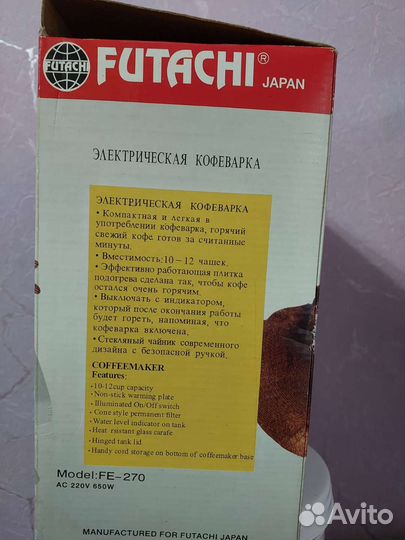 FUTACHI
FUTACHI® JAPAN
ЭЛЕКТРИЧЕСКАЯ КОФЕВАРКА
ЭЛЕКТРИЧЕСКАЯ КОФЕВАРКА
• Компактная и легкая в
употреблении кофеварка, горячий
свежий кофе готов за считанные
минуты.
• Вместимость:10-12 чашек.
• Эффективно работающая плитка
подогрева сделана так, чтобы кофе
остался очень горячим.
• Выключать с индикатором,
который после окончания работы
будет гореть, напоминая, что
кофеварка включена.
• Стекляный чайник современного
дизайна с безопасной ручкой.
COFFEEMAKER
Features:
-10-12cup capacity
- Non-stick warming plate
- Illuminated On/Off switch
- Cone style permanent filter
- Water level indicator on tank
- Heat rsistant glass carafe
- Hinged tank lid.
- Handy cord storage on bottom of coffeemaker base
Model:FE-270
AC 220V 650W
MANUFACTURED FOR FUTACHI JAPAN
Avito